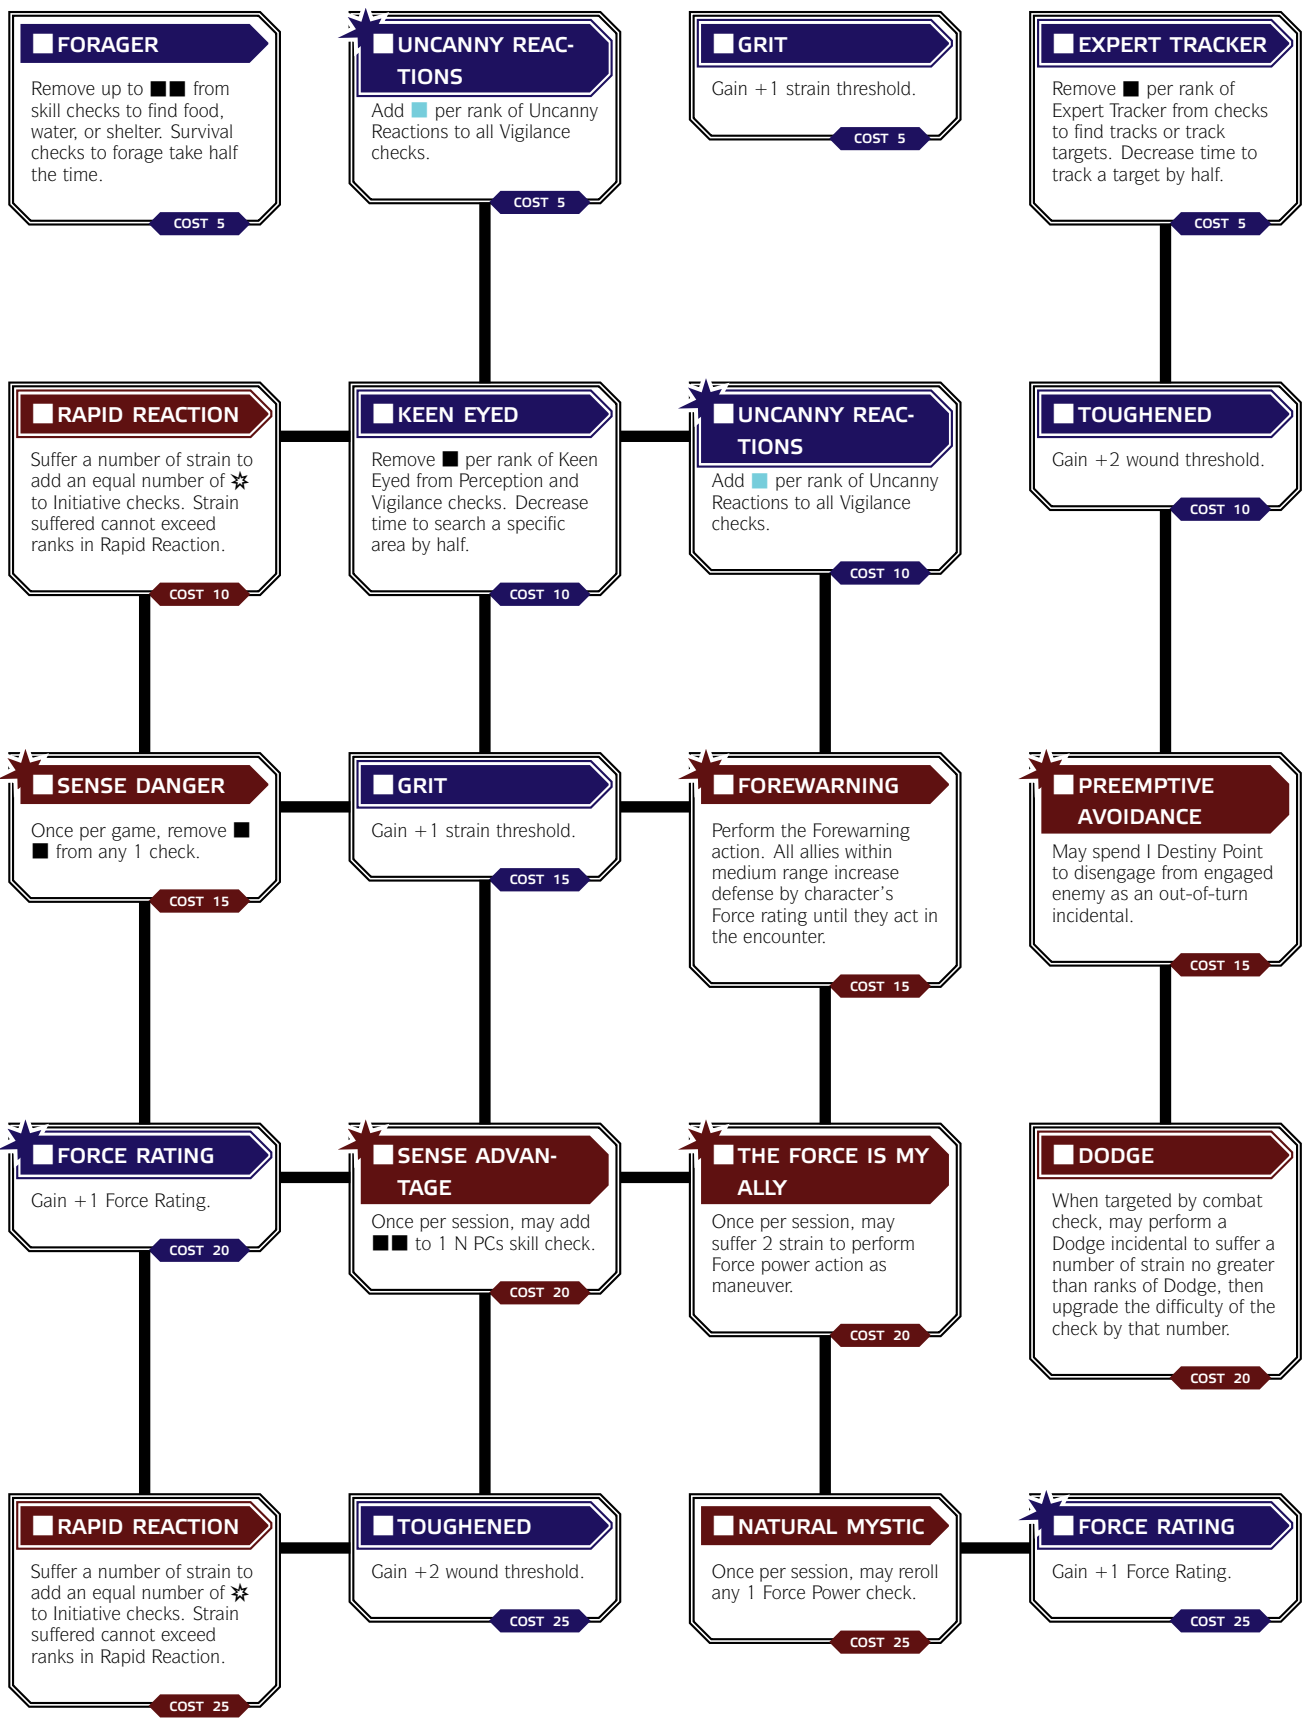 FORAGER
Remove up to ■■ from
skill checks to find food,
water, or shelter. Survival
checks to forage take half
the time.
COST 5
UNCANNY REAC-
TIONS
Add ■ per rank of Uncanny
Reactions to all Vigilance
checks.
COST 5
GRIT
Gain +1 strain threshold.
COST 5
EXPERT TRACKER
Remove ■ per rank of
Expert Tracker from checks
to find tracks or track
targets. Decrease time to
track a target by half.
COST 5
RAPID REACTION
Suffer a number of strain to
add an equal number of
to Initiative checks. Strain
suffered cannot exceed
ranks in Rapid Reaction.
COST 10
KEEN EYED
Remove ■ per rank of Keen
Eyed from Perception and
Vigilance checks. Decrease
time to search a specific
area by half.
COST 10
UNCANNY REAC-
TIONS
Add ■ per rank of Uncanny
Reactions to all Vigilance
checks.
COST 10
TOUGHENED
Gain +2 wound threshold.
COST 10
SENSE DANGER
Once per game, remove ■
■ from any 1 check.
COST 15
GRIT
Gain +1 strain threshold.
COST 15
FOREWARNING
Perform the Forewarning
action. All allies within
medium range increase
defense by character's
Force rating until they act in
the encounter.
COST 15
PREEMPTIVE
AVOIDANCE
May spend I Destiny Point
to disengage from engaged
enemy as an out-of-turn
incidental.
COST 15
FORCE RATING
Gain +1 Force Rating.
COST 20
SENSE ADVAN-
TAGE
Once per session, may add
■■ to 1 N PCs skill check.
COST 20
THE FORCE IS MY
ALLY
Once per session, may
suffer 2 strain to perform
Force power action as
maneuver.
COST 20
DODGE
When targeted by combat
check, may perform a
Dodge incidental to suffer a
number of strain no greater
than ranks of Dodge, then
upgrade the difficulty of the
check by that number.
COST 20
RAPID REACTION
Suffer a number of strain to
add an equal number of
to Initiative checks. Strain
suffered cannot exceed
ranks in Rapid Reaction.
COST 25
TOUGHENED
Gain +2 wound threshold.
COST 25
NATURAL MYSTIC
Once per session, may reroll
any 1 Force Power check.
COST 25
FORCE RATING
Gain +1 Force Rating.
COST 25